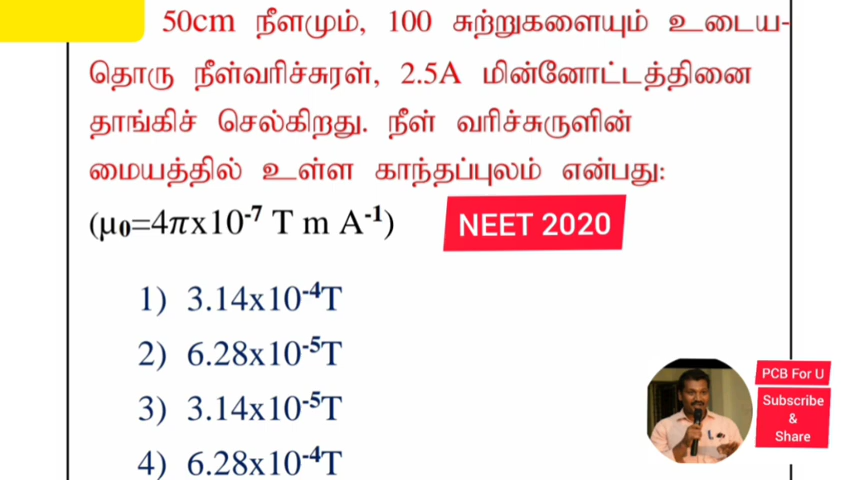 50cm நீளமும், 100 சுற்றுகளையும் உடைய-
தொரு நீள்வரிச்சுரள், 2.5A மின்னோட்டத்தினை
தாங்கிச் செல்கிறது. நீள் வரிச்சுருளின்
மையத்தில் உள்ள காந்தப்புலம் என்பது:
(μ₀=4πx10⁻⁷ T m A⁻¹) NEET 2020
1) 3.14x10⁻⁴T
2) 6.28x10⁻⁵T
3) 3.14x10⁻⁵T
4) 6.28x10⁻⁴T
PCB For U
Subscribe
&
Share